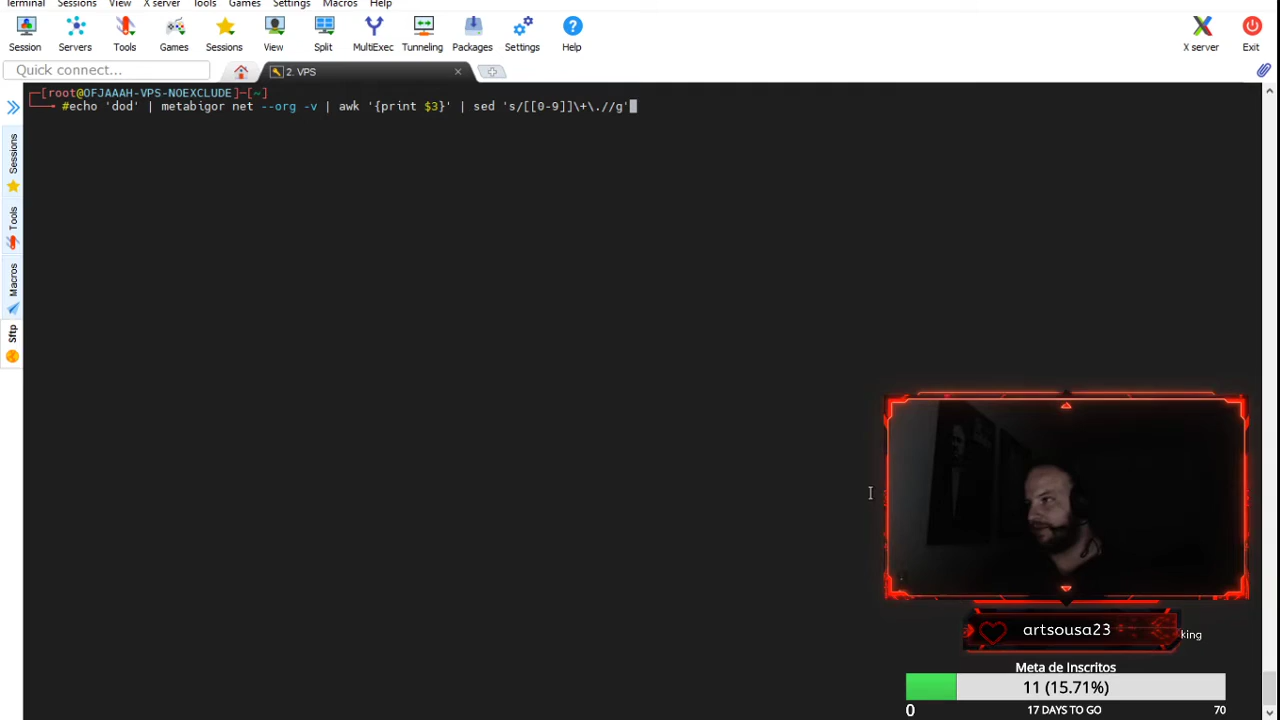 Terminal Sessions View X server Tools Games Settings Macros Help
Session Servers Tools Games Sessions View Split MultiExec Tunneling Packages Settings Help X server Exit
Quick connect... 2. VPS
[root@OFJAAAH-VPS-NOEXCLUDE]-[~]
#echo 'dod' | metabigor net --org -v | awk '{print $3}' | sed 's/[[0-9]]\+\.//g'
Sessions
Tools
Macros
Sftp
artsousa23
king
Meta de Inscritos
11 (15.71%)
0 17 DAYS TO GO 70